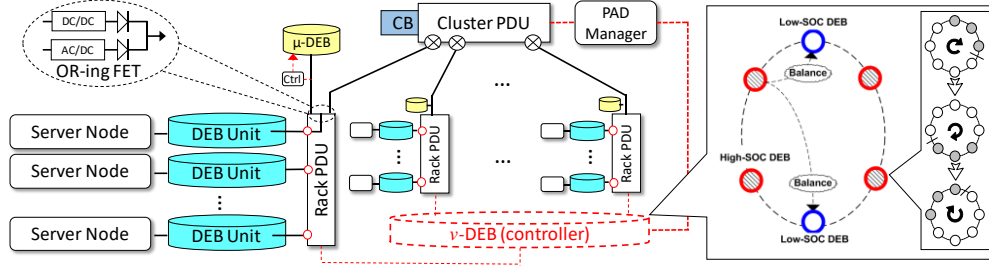 DC/DC
AC/DC
OR-ing FET
μ-DEB
Ctrl
CB
Cluster PDU
PAD
Manager
...
Server Node
DEB Unit
Server Node
DEB Unit
...
Server Node
DEB Unit
Rack PDU
...
Rack PDU
...
...
Rack PDU
v-DEB (controller)
Low-SOC DEB
Balance
High-SOC DEB
Balance
Low-SOC DEB